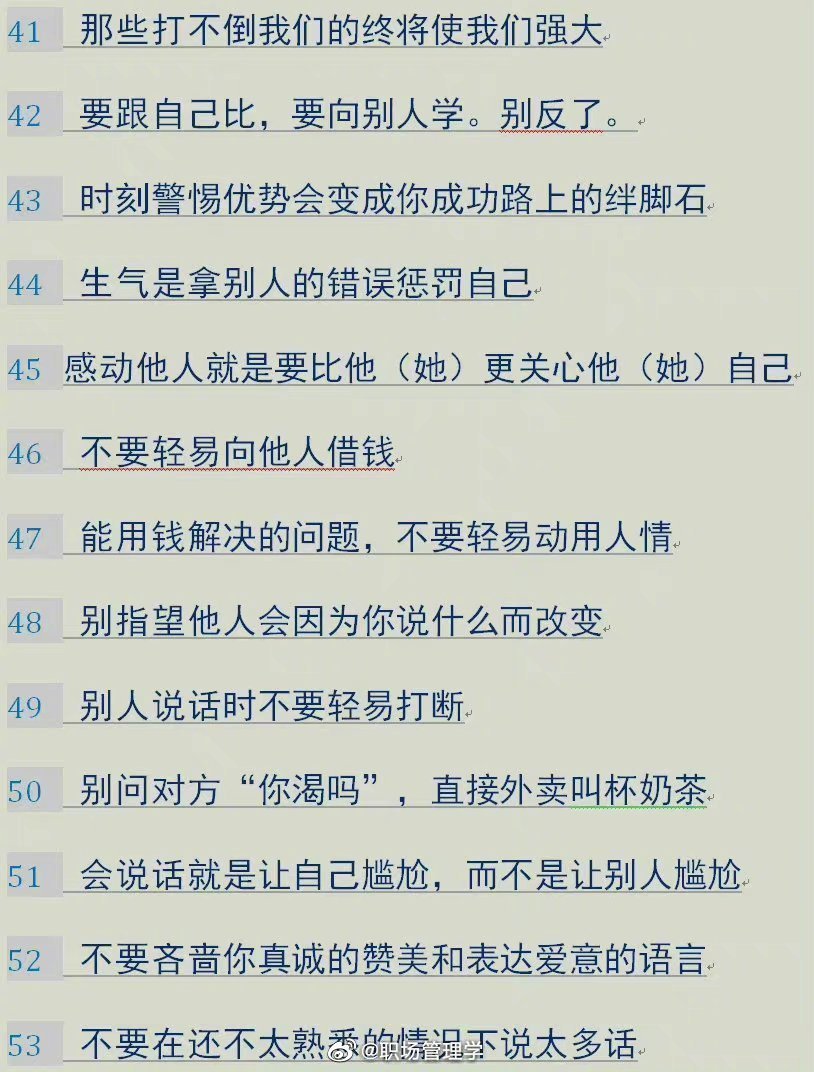 41 那些打不倒我们的终将使我们强大
42 要跟自己比，要向别人学。别反了。
43 时刻警惕优势会变成你成功路上的绊脚石
44 生气是拿别人的错误惩罚自己
45 感动他人就是要比他（她）更关心他（她）自己
46 不要轻易向他人借钱
47 能用钱解决的问题，不要轻易动用人情
48 别指望他人会因为你说什么而改变
49 别人说话时不要轻易打断
50 别问对方“你渴吗”，直接外卖叫杯奶茶
51 会说话就是让自己尴尬，而不是让别人尴尬
52 不要吝啬你真诚的赞美和表达爱意的语言
53 不要在还不太熟悉的情况下说太多话
@职场管理学